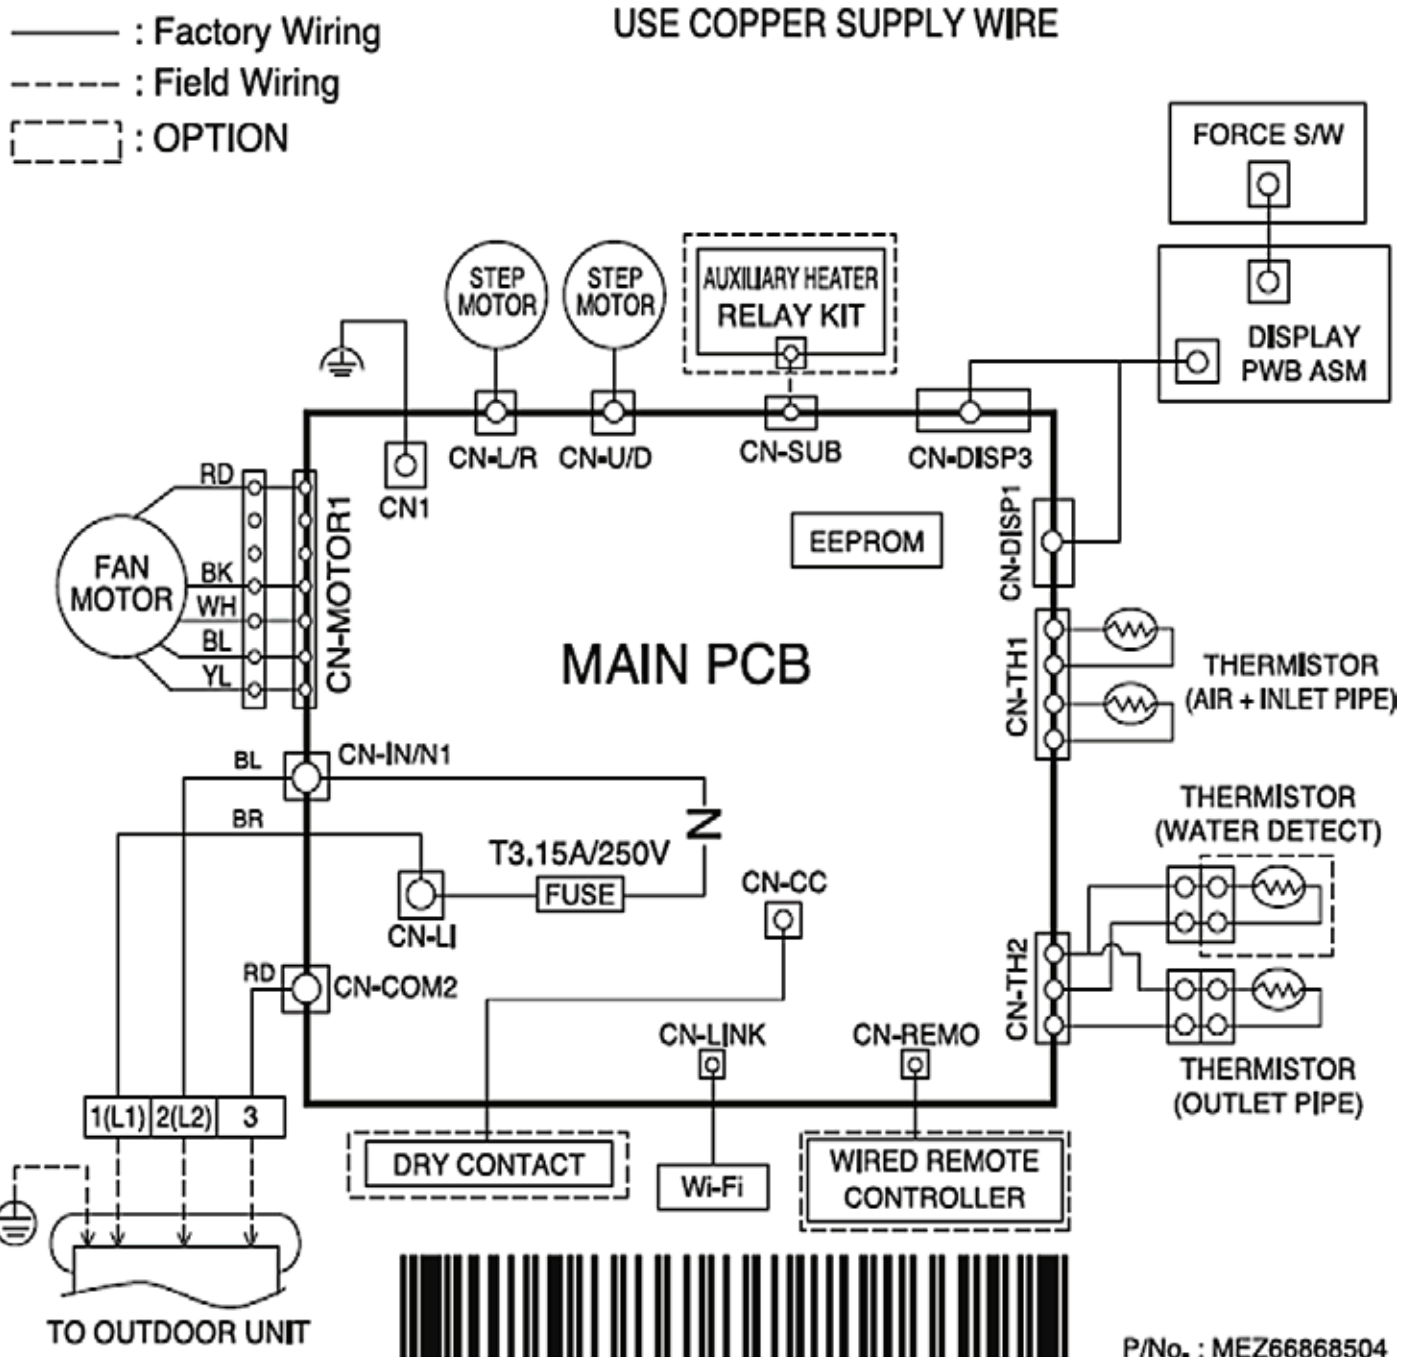 : Factory Wiring
: Field Wiring
: OPTION
USE COPPER SUPPLY WIRE
FORCE S/W
DISPLAY
PWB ASM
STEP
MOTOR
STEP
MOTOR
AUXILIARY HEATER
RELAY KIT
CN-L/R
CN-U/D
CN-SUB
CN-DISP3
CN1
CN-DISP1
EEPROM
RD
BK
WH
BL
YL
FAN
MOTOR
CN-MOTOR1
MAIN PCB
CN-TH1
THERMISTOR
(AIR + INLET PIPE)
BL
CN-IN/N1
BR
T3.15A/250V
FUSE
N
CN-LI
CN-CC
THERMISTOR
(WATER DETECT)
RD
CN-COM2
CN-TH2
CN-LINK
CN-REMO
THERMISTOR
(OUTLET PIPE)
1(L1) 2(L2) 3
DRY CONTACT
Wi-Fi
WIRED REMOTE
CONTROLLER
TO OUTDOOR UNIT
P/No. : MEZ66868504